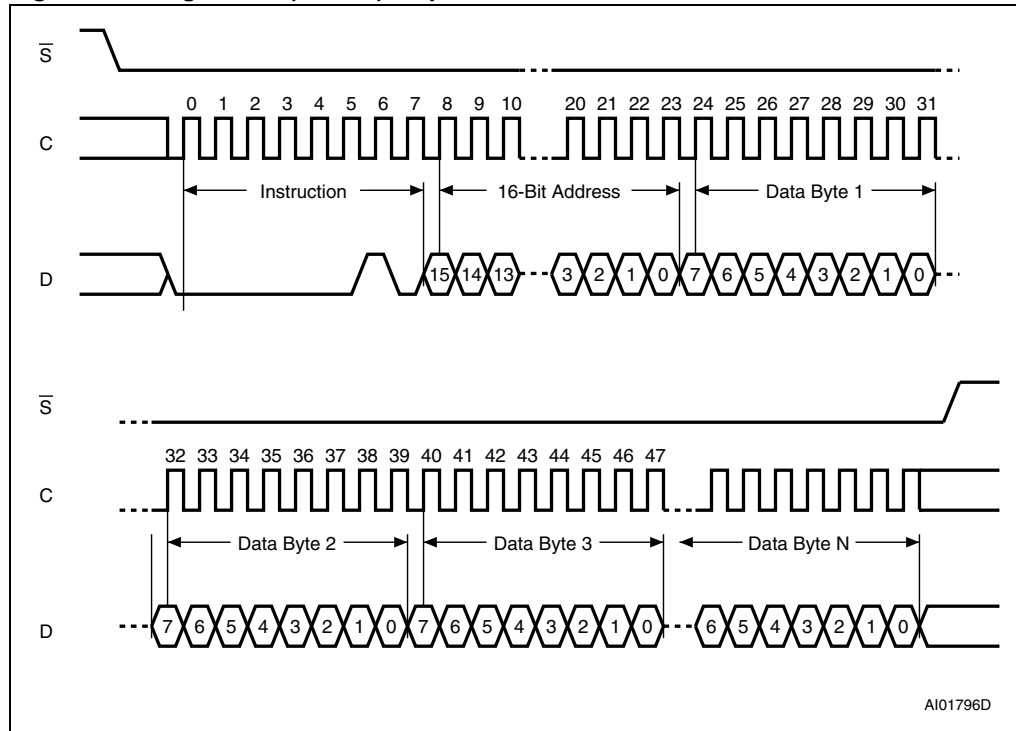 S
0 1 2 3 4 5 6 7 8 9 10 20 21 22 23 24 25 26 27 28 29 30 31
C
Instruction 16-Bit Address Data Byte 1
D 15 14 13 3 2 1 0 7 6 5 4 3 2 1 0
S
32 33 34 35 36 37 38 39 40 41 42 43 44 45 46 47
C
Data Byte 2 Data Byte 3 Data Byte N
D 7 6 5 4 3 2 1 0 7 6 5 4 3 2 1 0 6 5 4 3 2 1 0
AI01796D